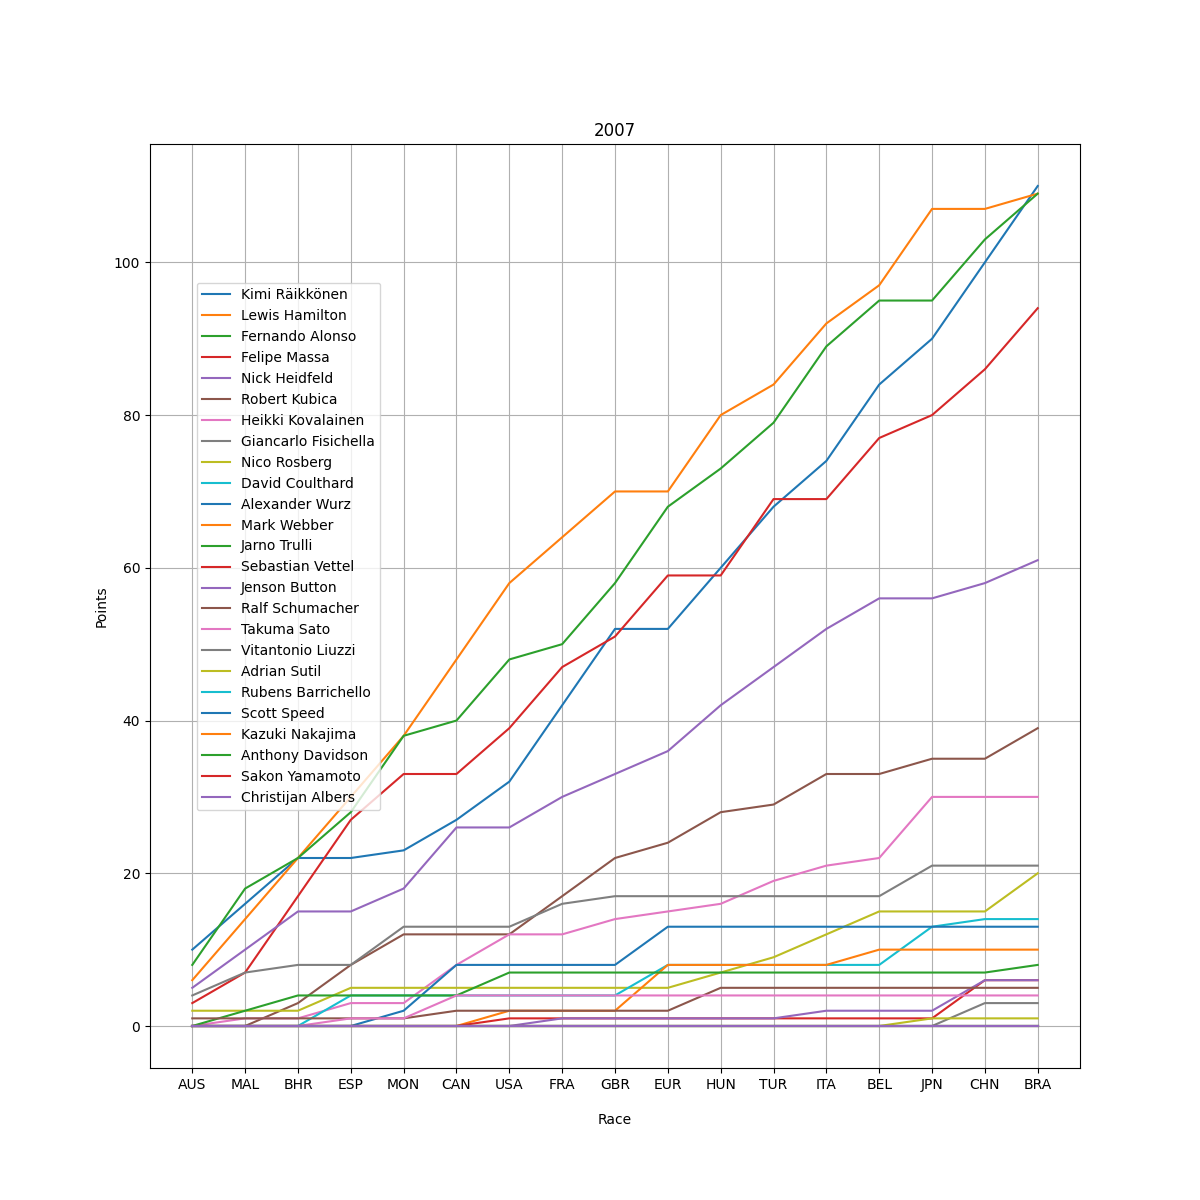 2007
100
80
60
40
20
0
Points
Kimi Räikkönen
Lewis Hamilton
Fernando Alonso
Felipe Massa
Nick Heidfeld
Robert Kubica
Heikki Kovalainen
Giancarlo Fisichella
Nico Rosberg
David Coulthard
Alexander Wurz
Mark Webber
Jarno Trulli
Sebastian Vettel
Jenson Button
Ralf Schumacher
Takuma Sato
Vitantonio Liuzzi
Adrian Sutil
Rubens Barrichello
Scott Speed
Kazuki Nakajima
Anthony Davidson
Sakon Yamamoto
Christijan Albers
AUS MAL BHR ESP MON CAN USA FRA GBR EUR HUN TUR ITA BEL JPN CHN BRA
Race